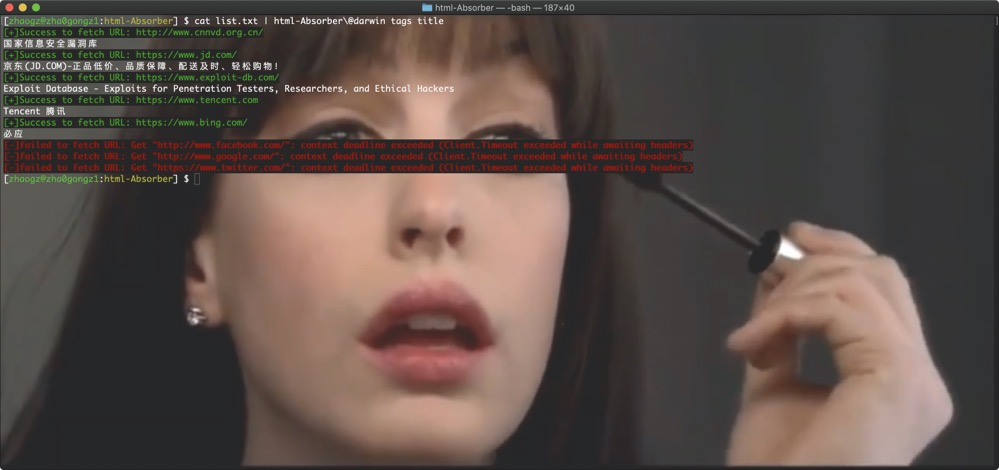 html-Absorber — -bash — 187×40
[zhaogz@zha0gongz1:html-Absorber] $ cat list.txt | html-Absorber\@darwin tags title
[+]Success to fetch URL: http://www.cnnvd.org.cn/
国家信息安全漏洞库
[+]Success to fetch URL: https://www.jd.com/
京东(JD.COM)-正品低价、品质保障、配送及时、轻松购物！
[+]Success to fetch URL: https://www.exploit-db.com/
Exploit Database - Exploits for Penetration Testers, Researchers, and Ethical Hackers
[+]Success to fetch URL: https://www.tencent.com
Tencent 腾讯
[+]Success to fetch URL: https://www.bing.com/
必应
[-]failed to fetch URL: Get "http://www.facebook.com/": context deadline exceeded (Client.Timeout exceeded while awaiting headers)
[-]failed to fetch URL: Get "http://www.google.com/": context deadline exceeded (Client.Timeout exceeded while awaiting headers)
[-]failed to fetch URL: Get "https://www.twitter.com/": context deadline exceeded (Client.Timeout exceeded while awaiting headers)
[zhaogz@zha0gongz1:html-Absorber] $